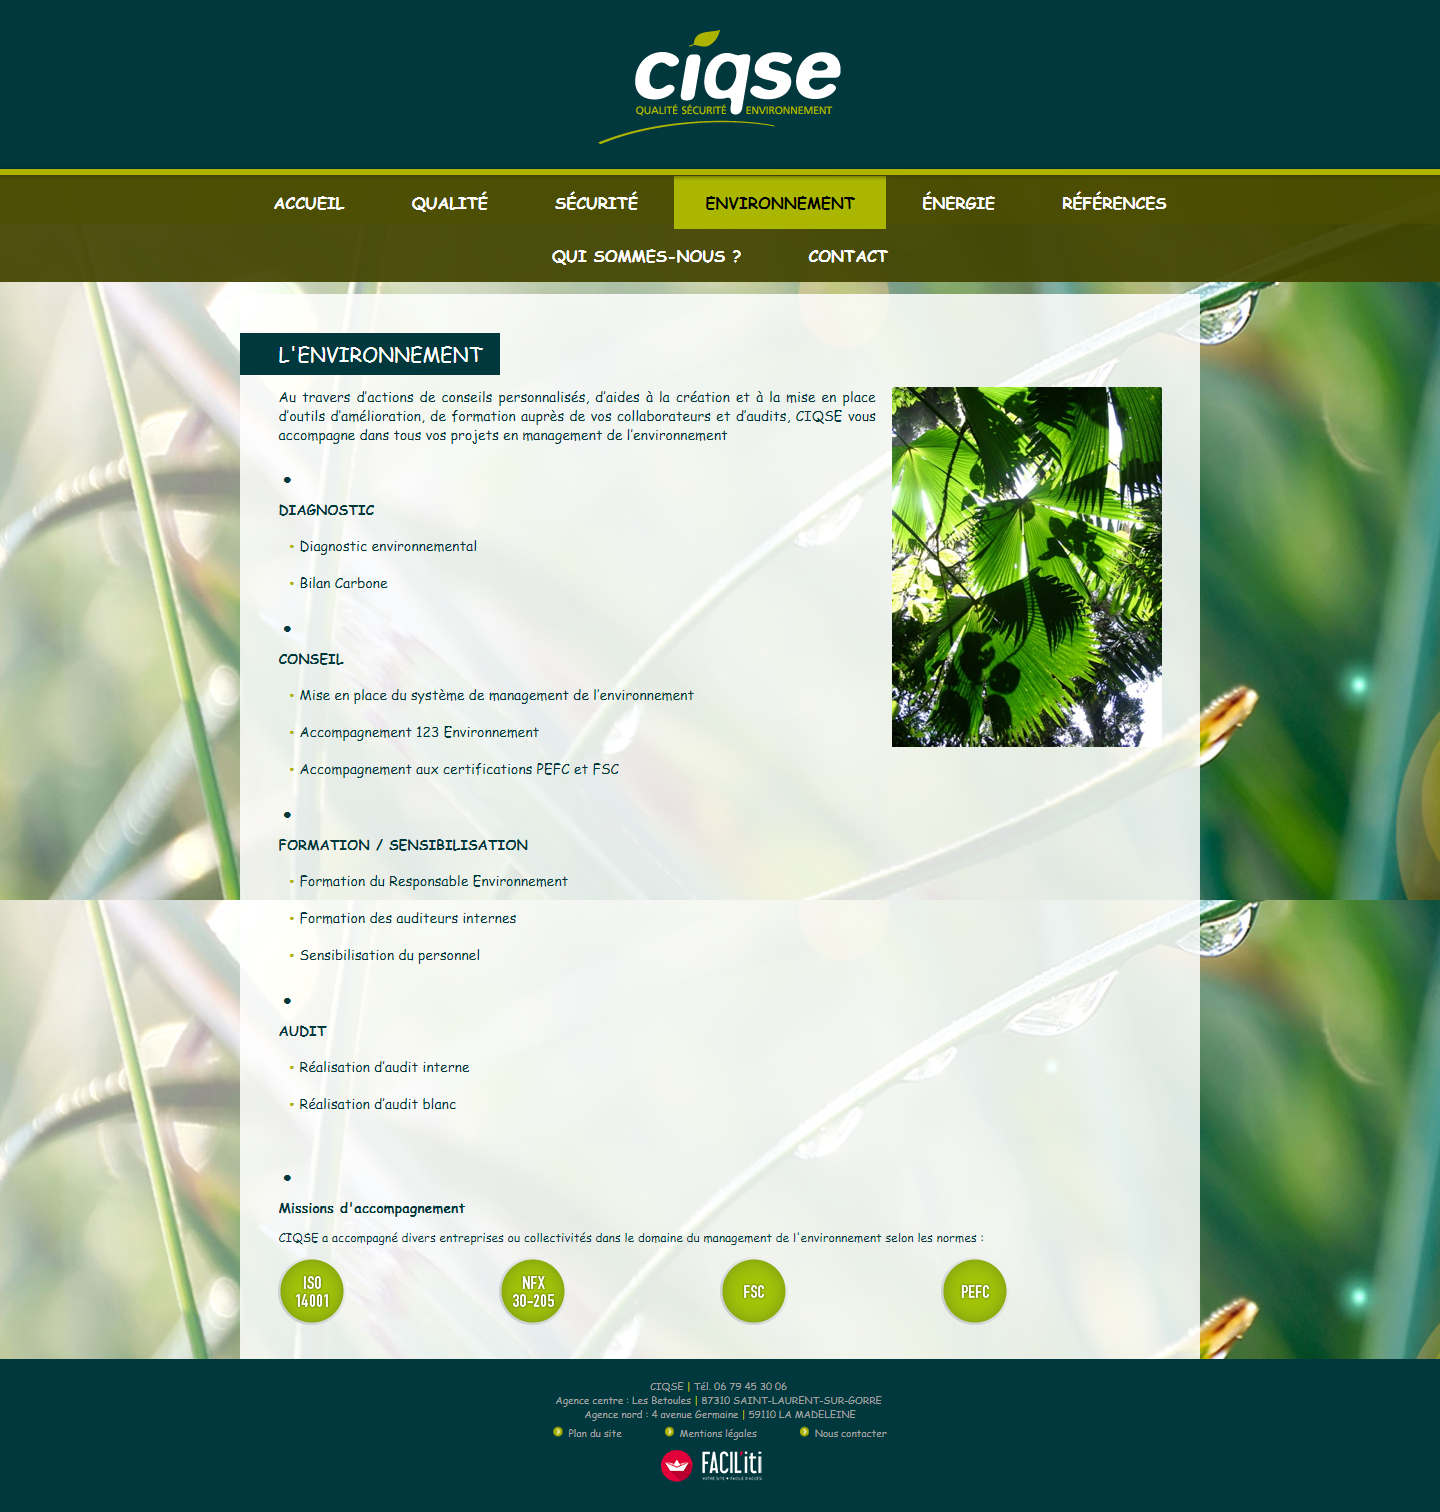 ciqse
QUALITÉ SÉCURITÉ ENVIRONNEMENT
ACCUEIL QUALITÉ SÉCURITÉ ENVIRONNEMENT ÉNERGIE RÉFÉRENCES
QUI SOMMES-NOUS ? CONTACT
L'ENVIRONNEMENT
Au travers d’actions de conseils personnalisés, d’aides à la création et à la mise en place
d’outils d’amélioration, de formation auprès de vos collaborateurs et d’audits, CIQSE vous
accompagne dans tous vos projets en management de l’environnement
DIAGNOSTIC
Diagnostic environnemental
Bilan Carbone
CONSEIL
Mise en place du système de management de l’environnement
Accompagnement 123 Environnement
Accompagnement aux certifications PEFC et FSC
FORMATION / SENSIBILISATION
Formation du Responsable Environnement
Formation des auditeurs internes
Sensibilisation du personnel
AUDIT
Réalisation d’audit interne
Réalisation d’audit blanc
Missions d'accompagnement
CIQSE a accompagné divers entreprises ou collectivités dans le domaine du management de l'environnement selon les normes :
ISO
14001
NFX
30-205
FSC
PEFC
CIQSE | Tél. 06 79 45 30 06
Agence centre : Les Betoules | 87310 SAINT-LAURENT-SUR-GORRE
Agence nord : 4 avenue Germaine | 59110 LA MADELEINE
Plan du site Mentions légales Nous contacter
FACIL'iti
VOTRE SITE + FACILE D'ACCÈS